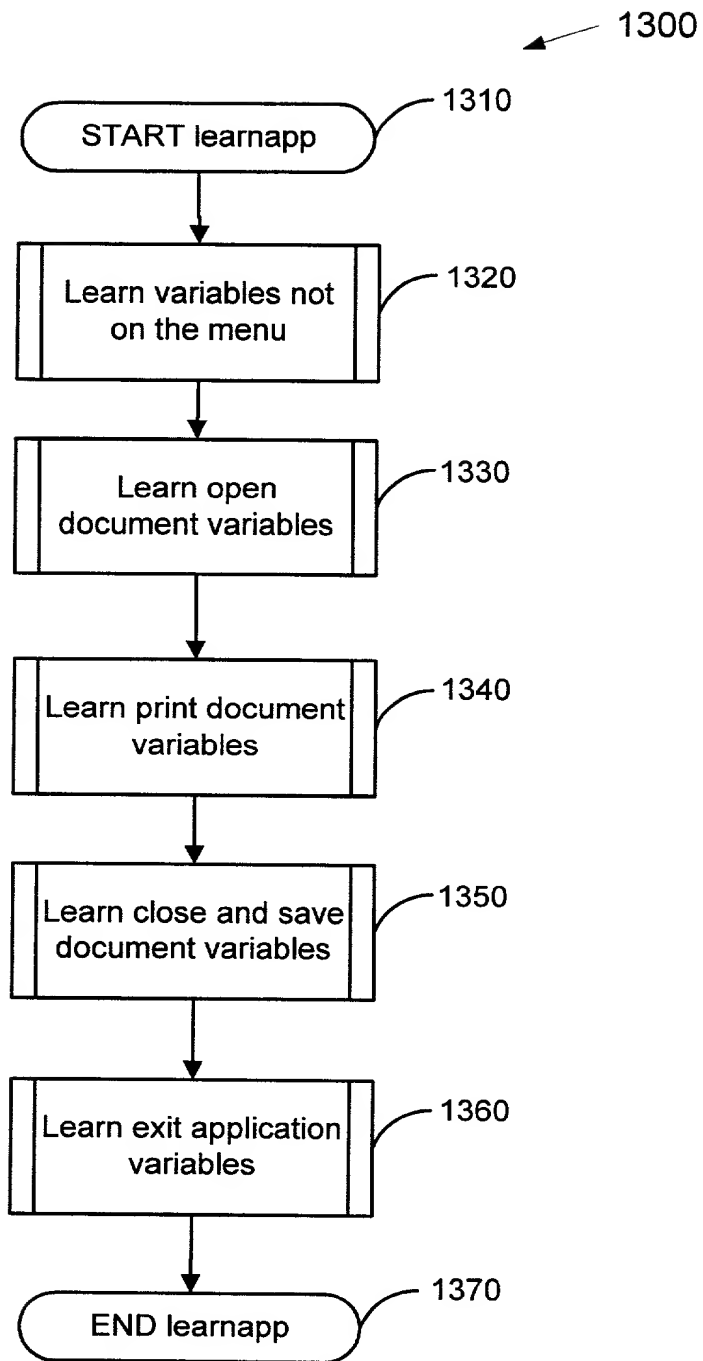 1300
START learnapp
1310
Learn variables not
on the menu
1320
Learn open
document variables
1330
Learn print document
variables
1340
Learn close and save
document variables
1350
Learn exit application
variables
1360
END learnapp
1370